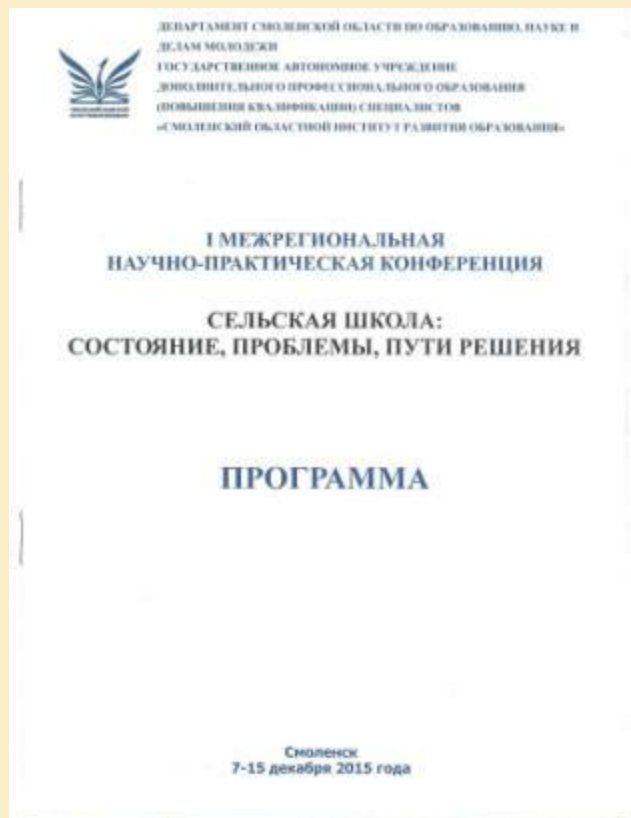 ДЕПАРТАМЕНТ СМОЛЕНСКОЙ ОБЛАСТИ ПО ОБРАЗОВАНИЮ, НАУКЕ И
ДЕЛАМ МОЛОДЕЖИ
ГОСУДАРСТВЕННОЕ АВТОНОМНОЕ УЧРЕЖДЕНИЕ
ДОПОЛНИТЕЛЬНОГО ПРОФЕССИОНАЛЬНОГО ОБРАЗОВАНИЯ
(ПОВЫШЕНИЯ КВАЛИФИКАЦИИ) СПЕЦИАЛИСТОВ
«СМОЛЕНСКИЙ ОБЛАСТНОЙ ИНСТИТУТ РАЗВИТИЯ ОБРАЗОВАНИЯ»
I МЕЖРЕГИОНАЛЬНАЯ
НАУЧНО-ПРАКТИЧЕСКАЯ КОНФЕРЕНЦИЯ
СЕЛЬСКАЯ ШКОЛА:
СОСТОЯНИЕ, ПРОБЛЕМЫ, ПУТИ РЕШЕНИЯ
ПРОГРАММА
Смоленск
7-15 декабря 2015 года